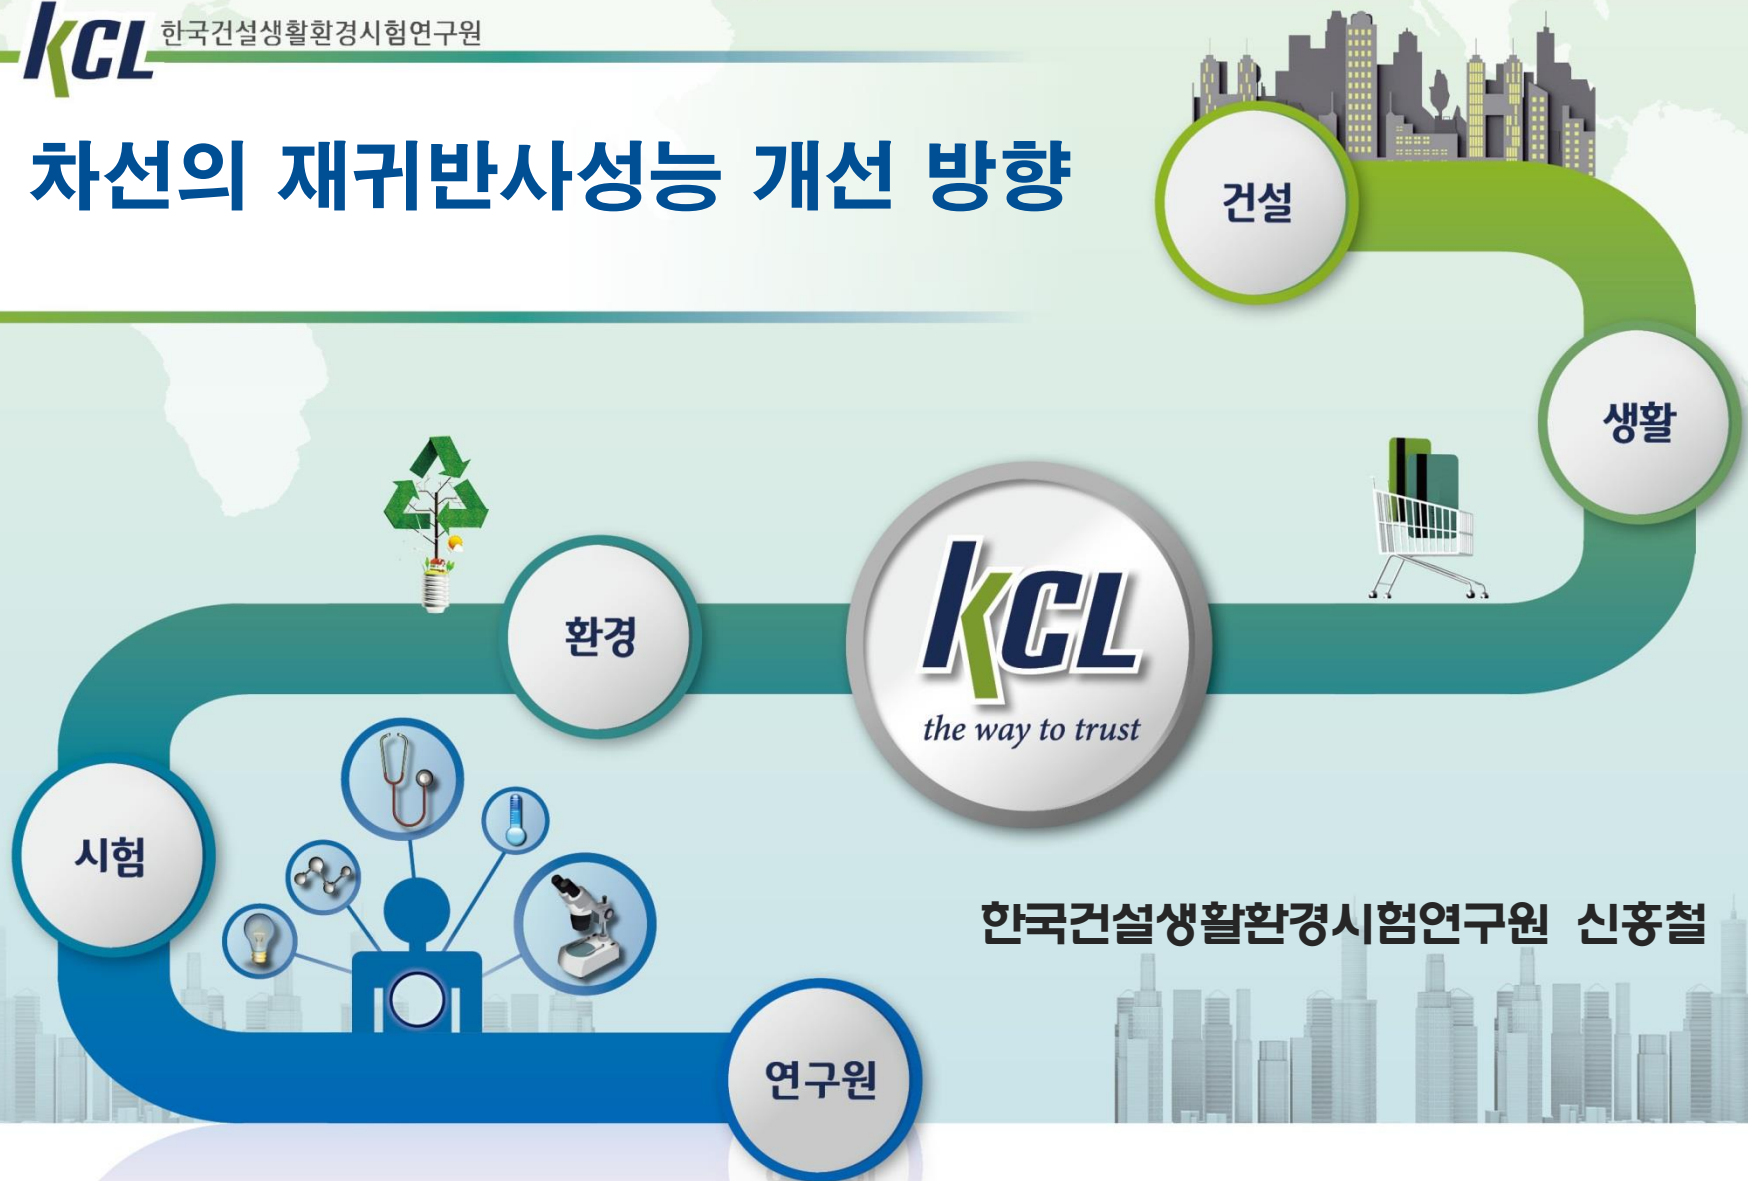 KCL 한국건설생활환경시험연구원
차선의 재귀반사성능 개선 방향
건설
생활
환경
KCL
the way to trust
시험
한국건설생활환경시험연구원 신홍철
연구원